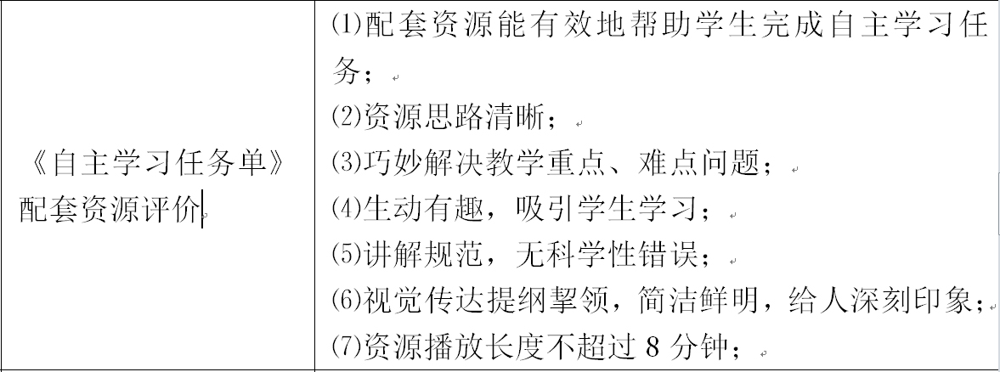 《自主学习任务单》
配套资源评价
⑴配套资源能有效地帮助学生完成自主学习任
务；
⑵资源思路清晰；
⑶巧妙解决教学重点、难点问题；
⑷生动有趣，吸引学生学习；
⑸讲解规范，无科学性错误；
⑹视觉传达提纲挈领，简洁鲜明，给人深刻印象；
⑺资源播放长度不超过 8 分钟；